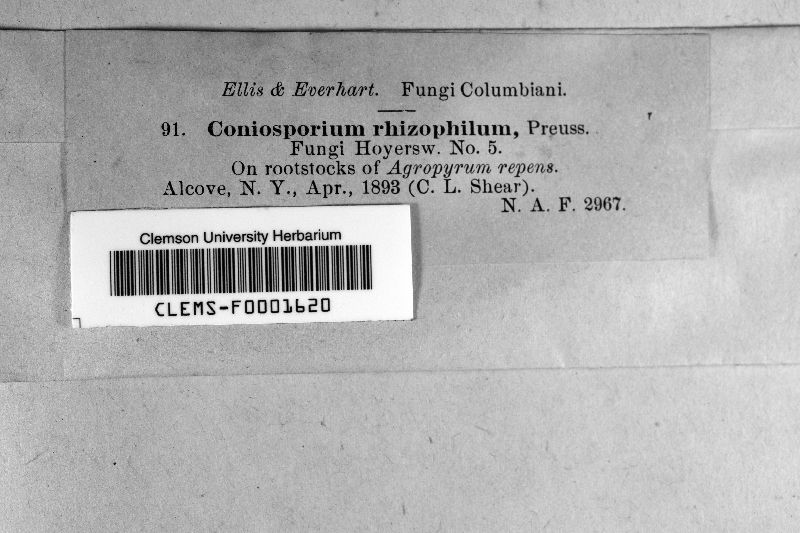 Ellis & Everhart. Fungi Columbiani.
91. Coniosporium rhizophilum, Preuss.
Fungi Hoyersw. No. 5.
On rootstocks of Agropyrum repens.
Alcove, N. Y., Apr., 1893 (C. L. Shear).
N. A. F. 2967.
Clemson University Herbarium
CLEMS-F0001620